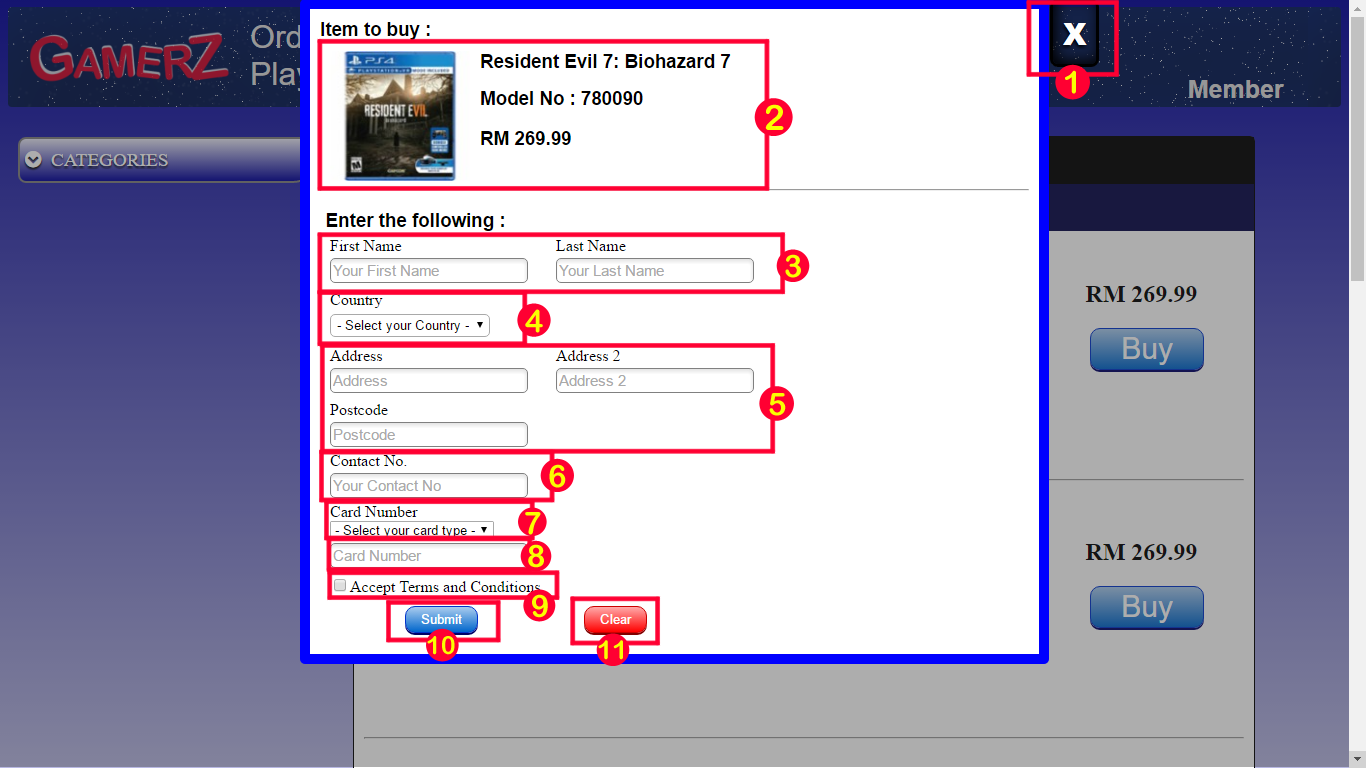 Item to buy :
X
1
GAMERZ
Ord
Play
Member
PS4
RESIDENT EVIL
Resident Evil 7: Biohazard 7
Model No : 780090
RM 269.99
2
CATEGORIES
Enter the following :
First Name
Last Name
Your First Name
Your Last Name
3
Country
- Select your Country -
4
Address
Address 2
Address
Address 2
5
Postcode
Postcode
Contact No.
Your Contact No
6
Card Number
- Select your card type -
7
Card Number
8
Accept Terms and Conditions
9
Submit
10
Clear
11
RM 269.99
Buy
RM 269.99
Buy